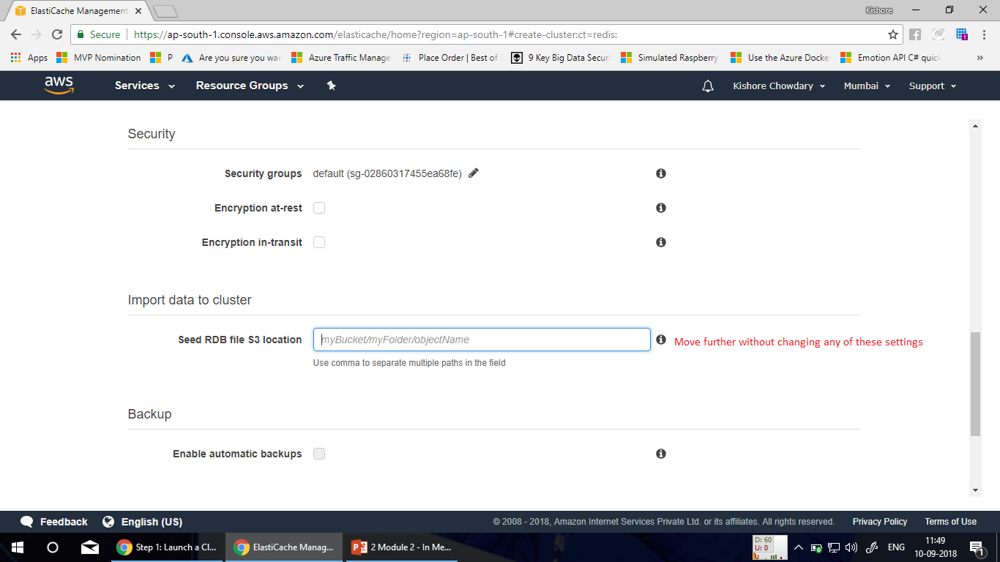 ElastiCache Management
Kishore
Secure
https://ap-south-1.console.aws.amazon.com/elasticache/home?region=ap-south-1#create-cluster:ct=redis:
Apps
MVP Nomination
P
Are you sure you wan
Azure Traffic Manage
Place Order | Best of
9 Key Big Data Securi
Simulated Raspberry
Use the Azure Docke
Emotion API C# quick
»
aws
Services
Resource Groups
Kishore Chowdary
Mumbai
Support
Security
Security groups
default (sg-02860317455ea68fe)
Encryption at-rest
Encryption in-transit
Import data to cluster
Seed RDB file S3 location
myBucket/myFolder/objectName
Move further without changing any of these settings
Use comma to separate multiple paths in the field
Backup
Enable automatic backups
Feedback
English (US)
© 2008 - 2018, Amazon Internet Services Private Ltd. or its affiliates. All rights reserved.
Privacy Policy
Terms of Use
Step 1: Launch a Cl...
ElastiCache Manag...
2 Module 2 - In Me...
D: 60
U: 0
ENG
11:49
10-09-2018
1